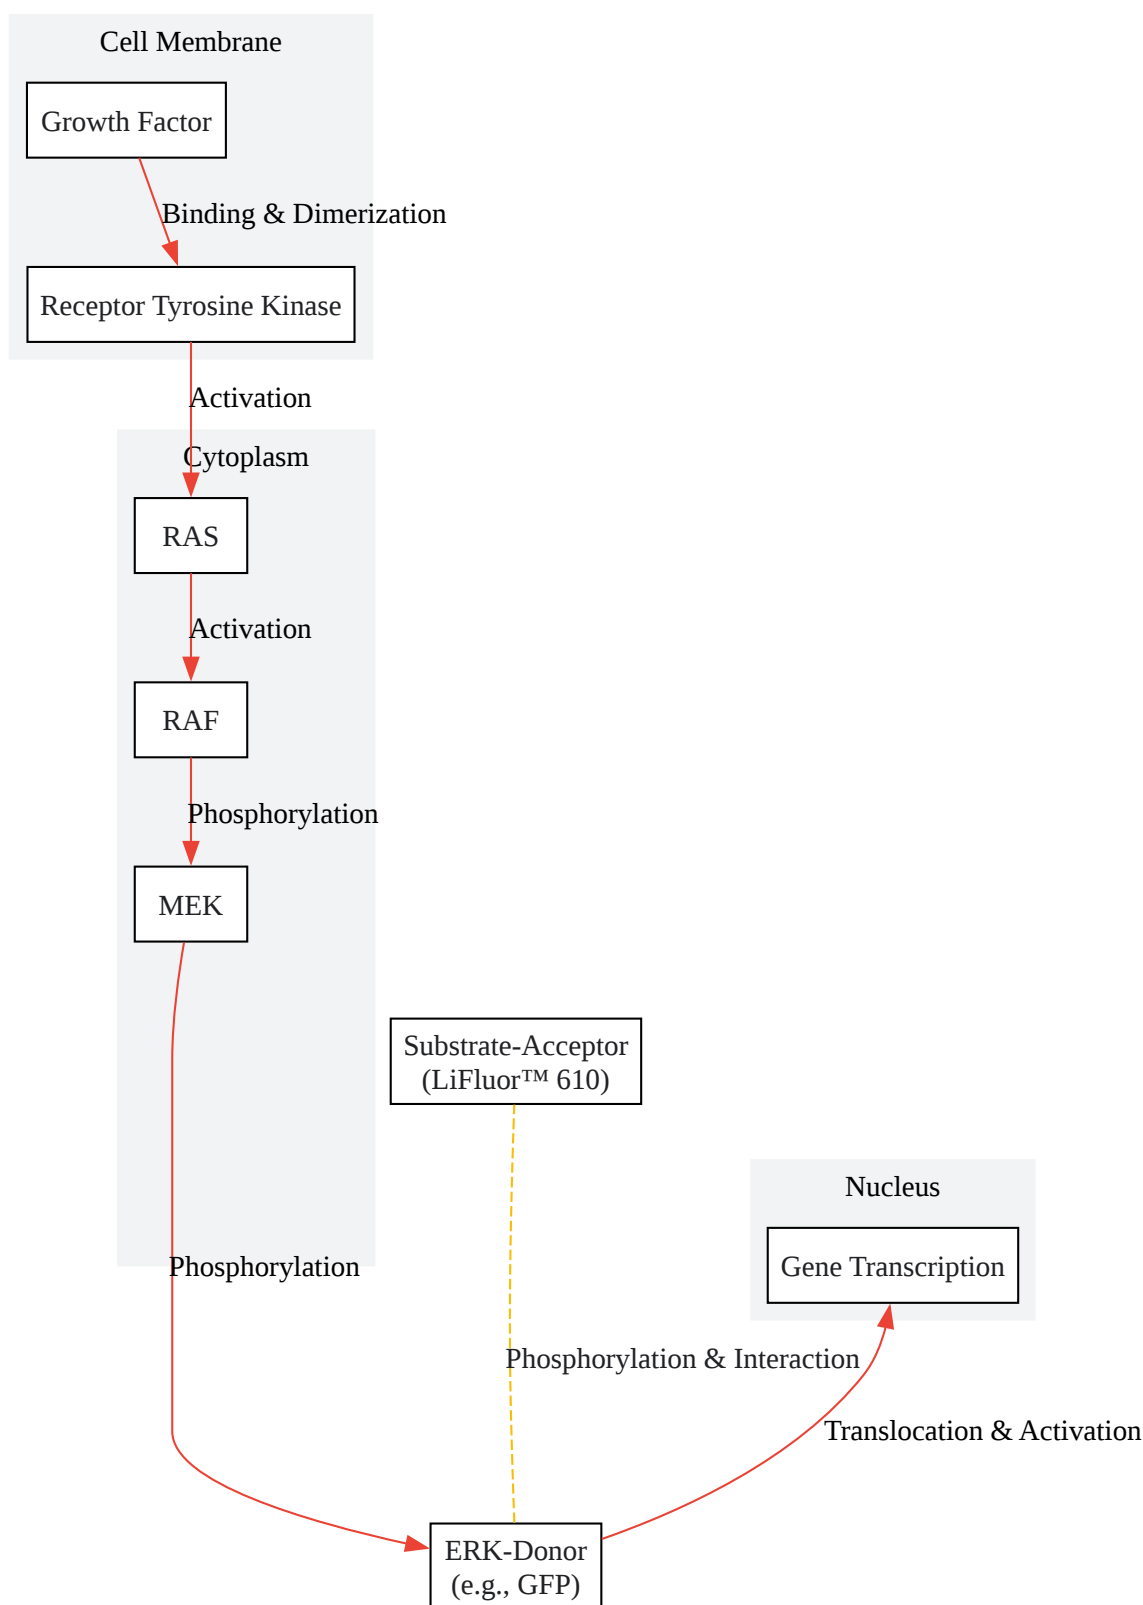 Cell Membrane
Growth Factor
Binding & Dimerization
Receptor Tyrosine Kinase
Activation
Cytoplasm
RAS
Activation
RAF
Phosphorylation
MEK
Substrate-Acceptor
(LiFluor™ 610)
Nucleus
Phosphorylation
Gene Transcription
Phosphorylation & Interaction
Translocation & Activation
ERK-Donor
(e.g., GFP)